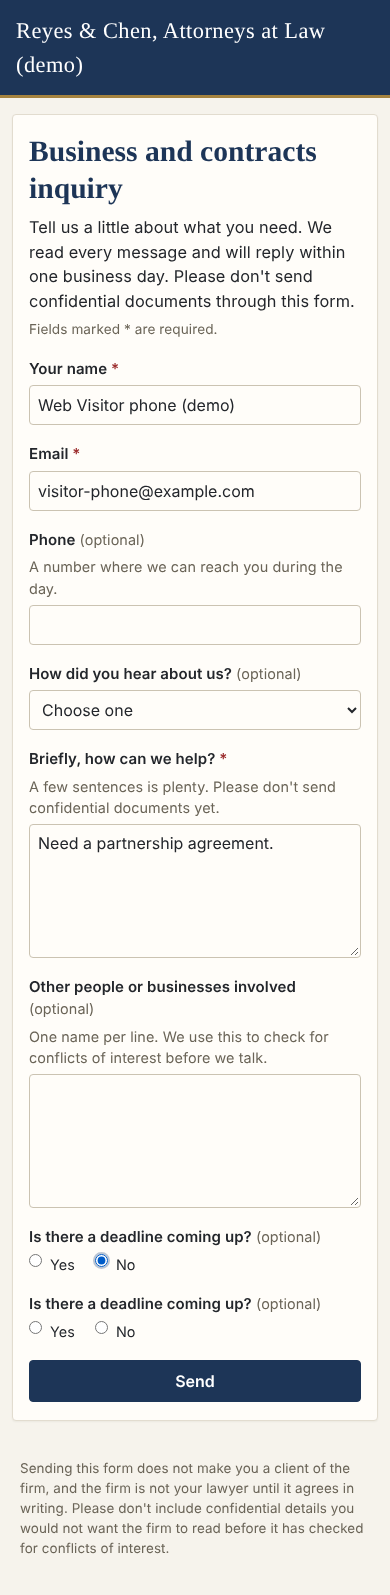 Reyes & Chen, Attorneys at Law
(demo)
Business and contracts
inquiry
Tell us a little about what you need. We
read every message and will reply within
one business day. Please don't send
confidential documents through this form.
Fields marked * are required.
Your name *
Web Visitor phone (demo)
Email *
visitor-phone@example.com
Phone (optional)
A number where we can reach you during the
day.
How did you hear about us? (optional)
Choose one
Briefly, how can we help? *
A few sentences is plenty. Please don't send
confidential documents yet.
Need a partnership agreement.
Other people or businesses involved
(optional)
One name per line. We use this to check for
conflicts of interest before we talk.
Is there a deadline coming up? (optional)
Yes No
Is there a deadline coming up? (optional)
Yes No
Send
Sending this form does not make you a client of the
firm, and the firm is not your lawyer until it agrees in
writing. Please don't include confidential details you
would not want the firm to read before it has checked
for conflicts of interest.